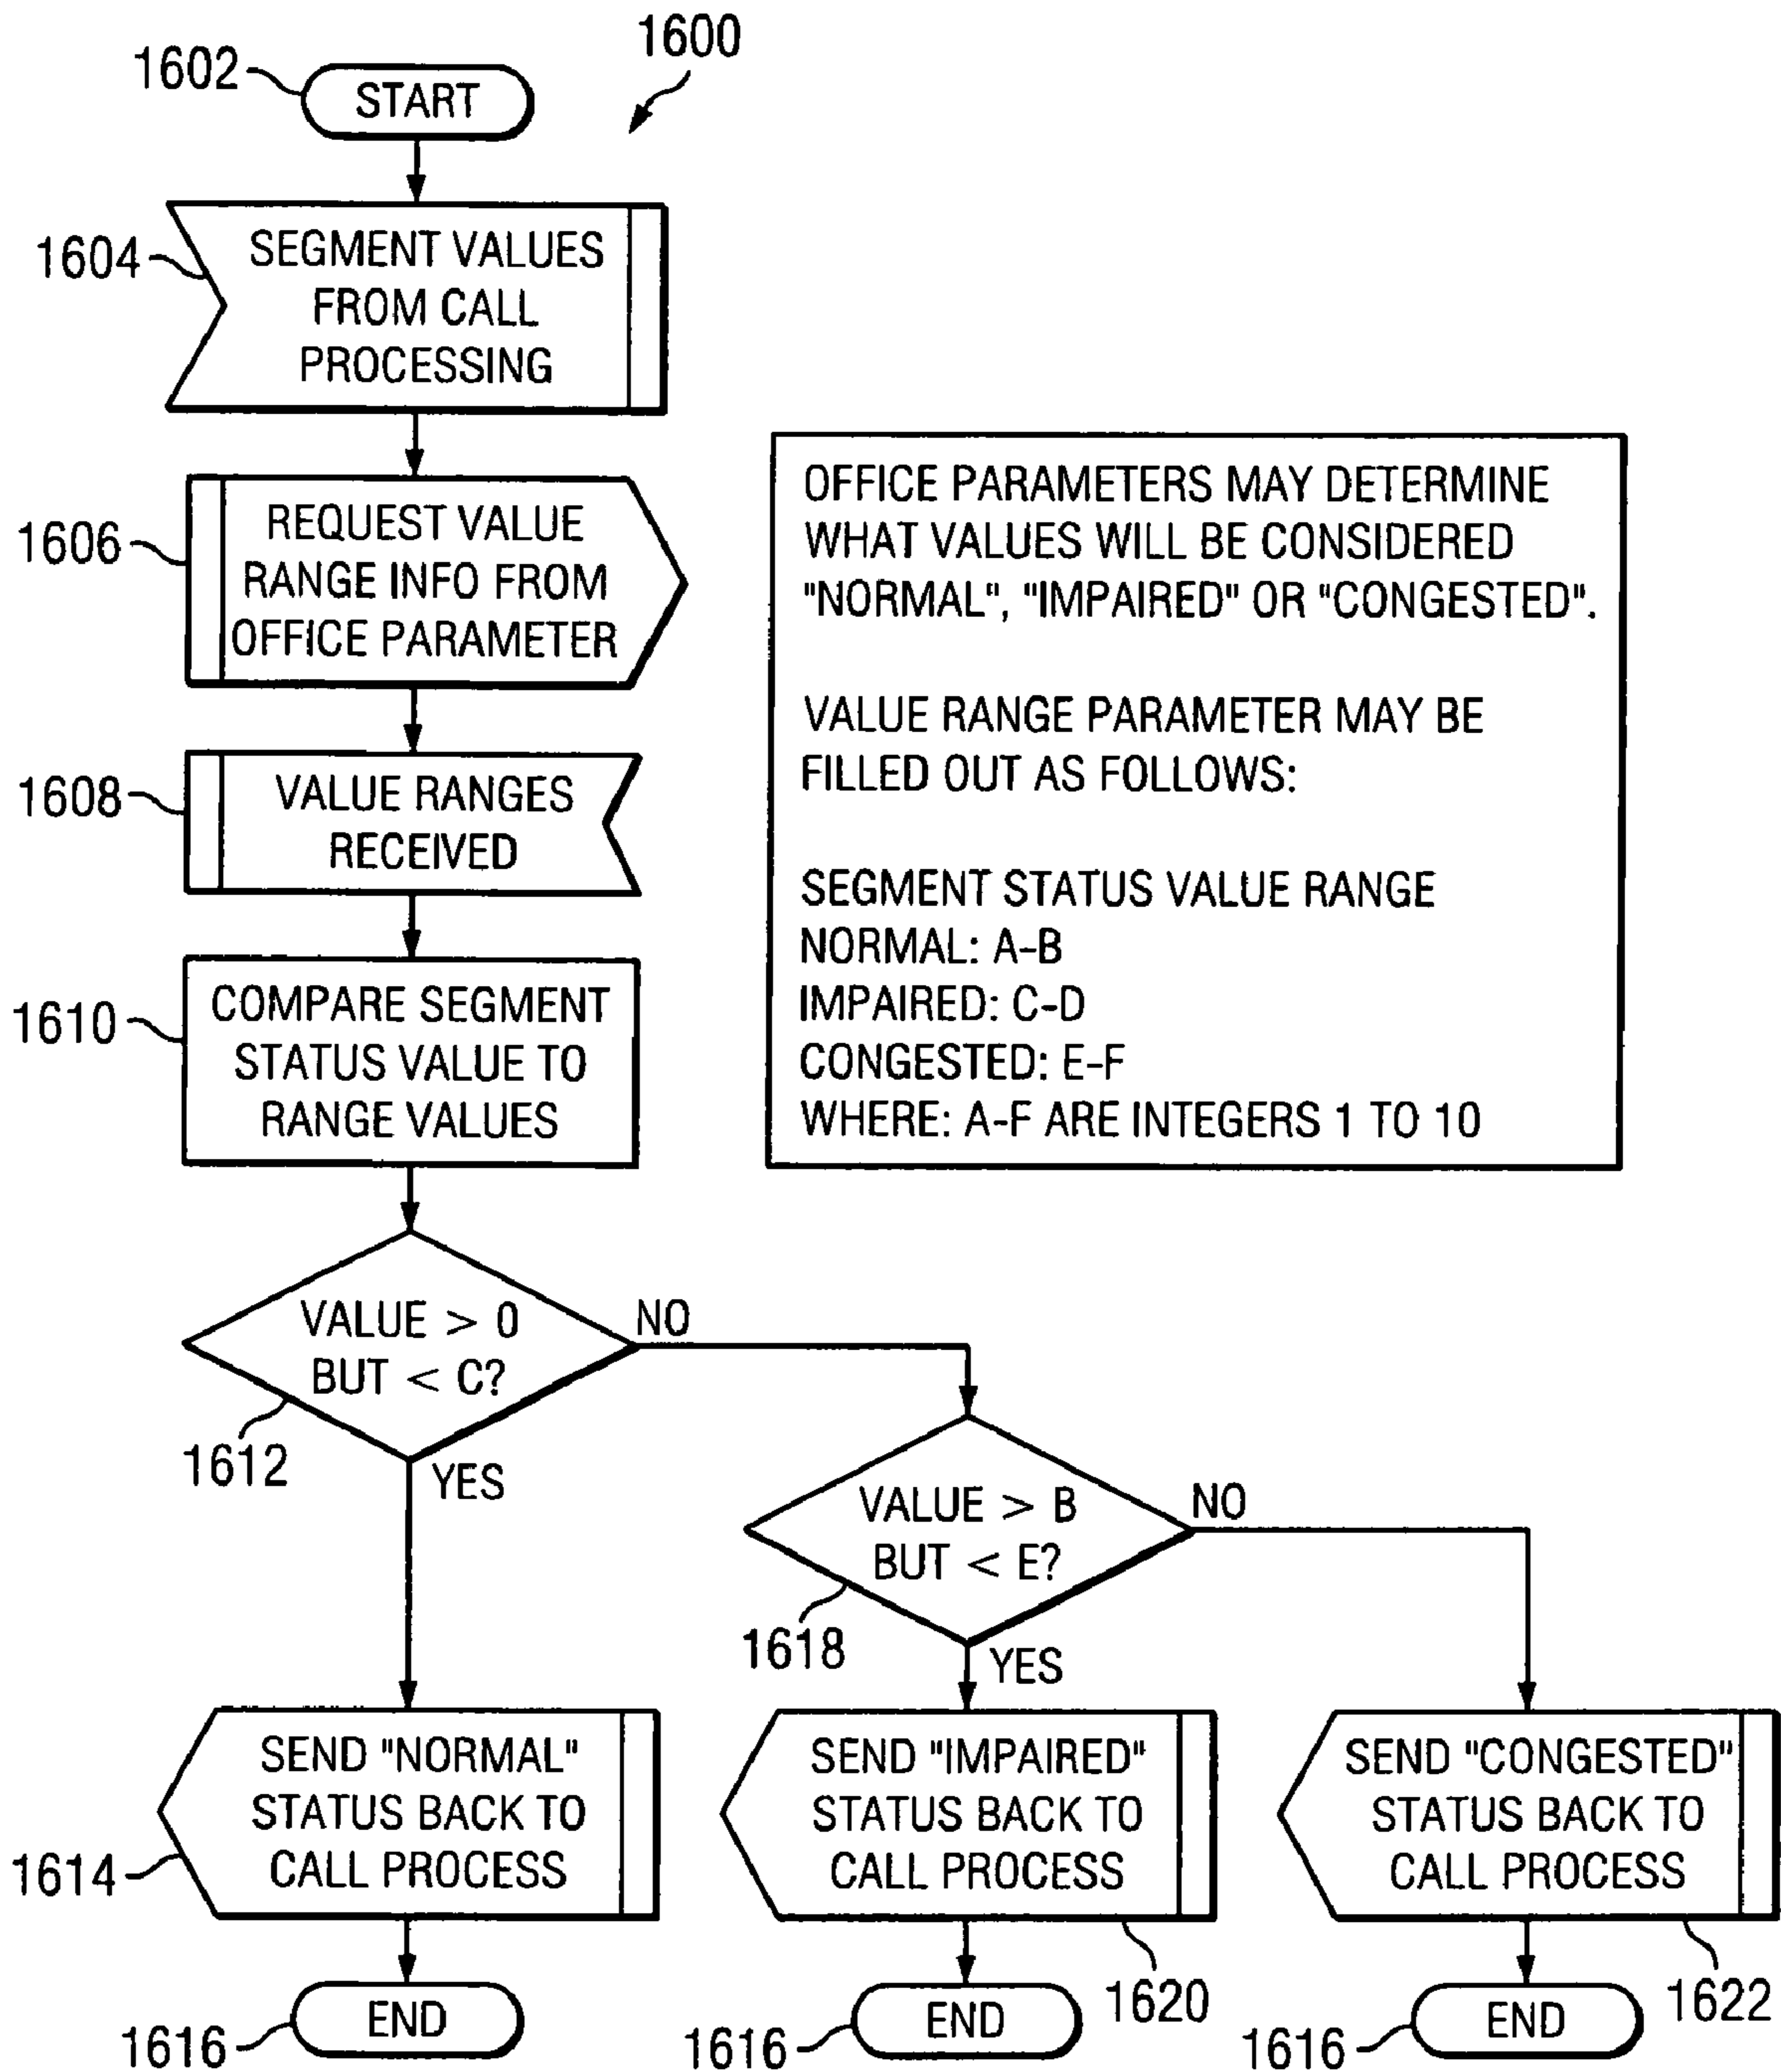 1600
1602
START
1604
SEGMENT VALUES
FROM CALL
PROCESSING
1606
REQUEST VALUE
RANGE INFO FROM
OFFICE PARAMETER
1608
VALUE RANGES
RECEIVED
1610
COMPARE SEGMENT
STATUS VALUE TO
RANGE VALUES
OFFICE PARAMETERS MAY DETERMINE
WHAT VALUES WILL BE CONSIDERED
"NORMAL", "IMPAIRED" OR "CONGESTED".
VALUE RANGE PARAMETER MAY BE
FILLED OUT AS FOLLOWS:
SEGMENT STATUS VALUE RANGE
NORMAL: A-B
IMPAIRED: C-D
CONGESTED: E-F
WHERE: A-F ARE INTEGERS 1 TO 10
VALUE > 0
BUT < C?
NO
1612
YES
VALUE > B
BUT < E?
NO
1618
YES
SEND "NORMAL"
STATUS BACK TO
CALL PROCESS
1614
SEND "IMPAIRED"
STATUS BACK TO
CALL PROCESS
1620
SEND "CONGESTED"
STATUS BACK TO
CALL PROCESS
1622
END
1616
END
1616
END
1616